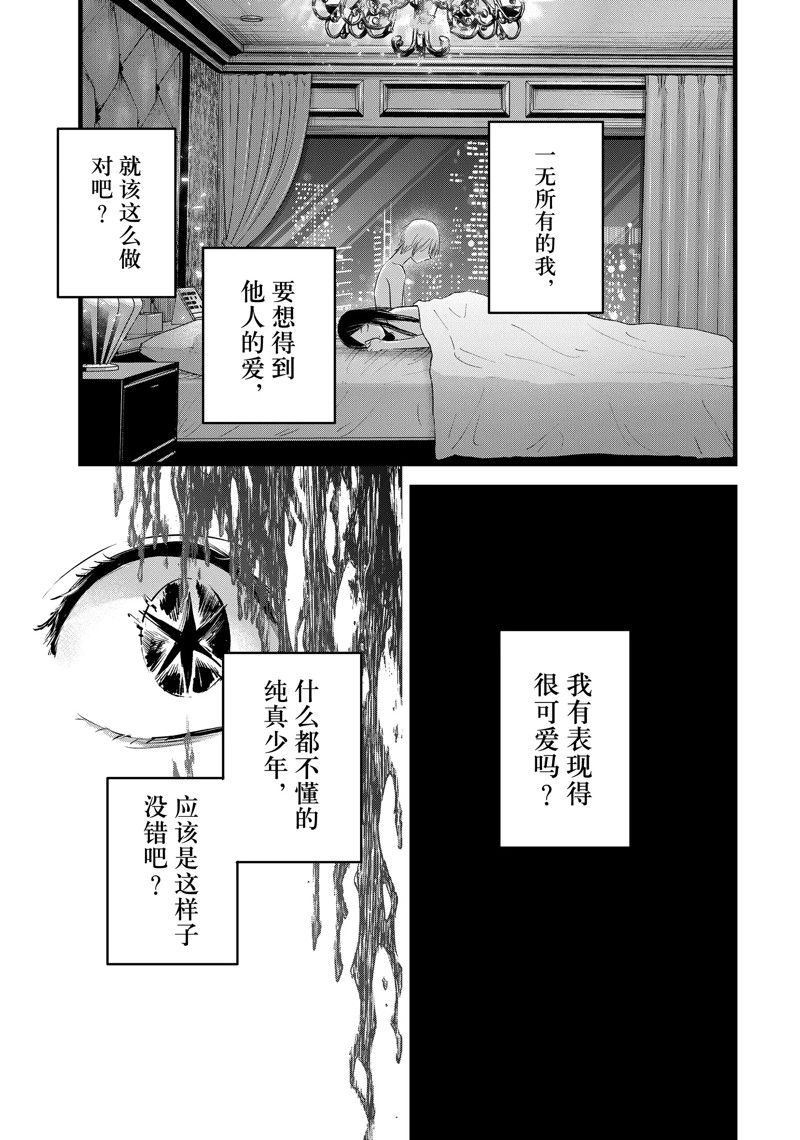 一无所有的我，
要想得到
他人的爱，
就该这么做
对吧？
我有表现得
很可爱吗？
什么都不懂的
纯真少年，
应该是这样子
没错吧？